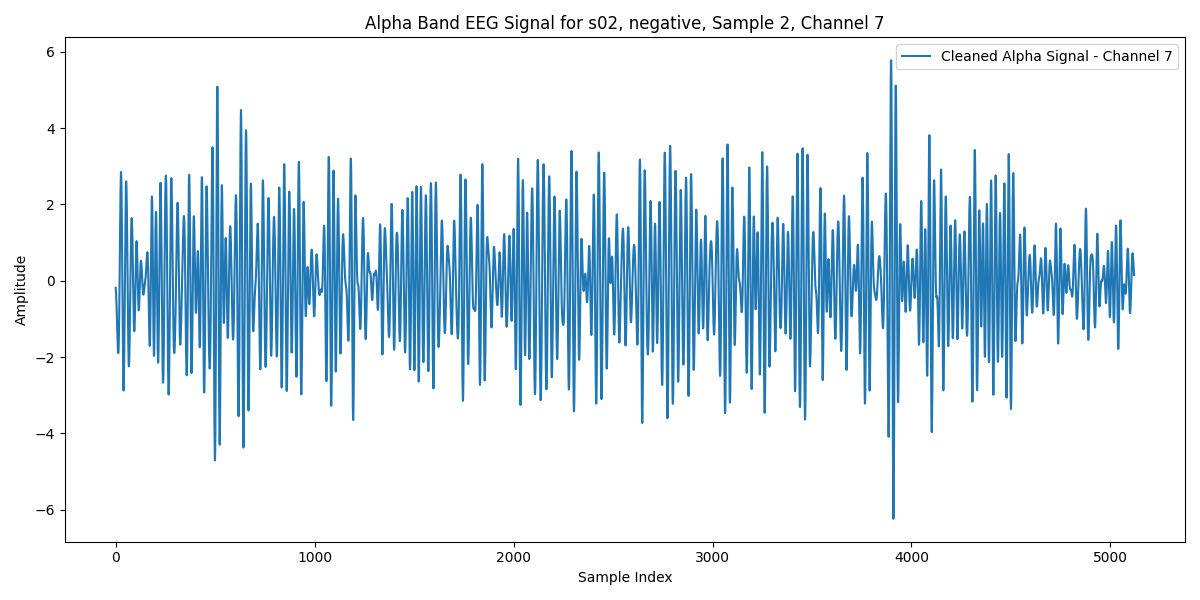 Alpha Band EEG Signal for s02, negative, Sample 2, Channel 7
Cleaned Alpha Signal - Channel 7
Amplitude
6
4
2
0
−2
−4
−6
0 1000 2000 3000 4000 5000
Sample Index